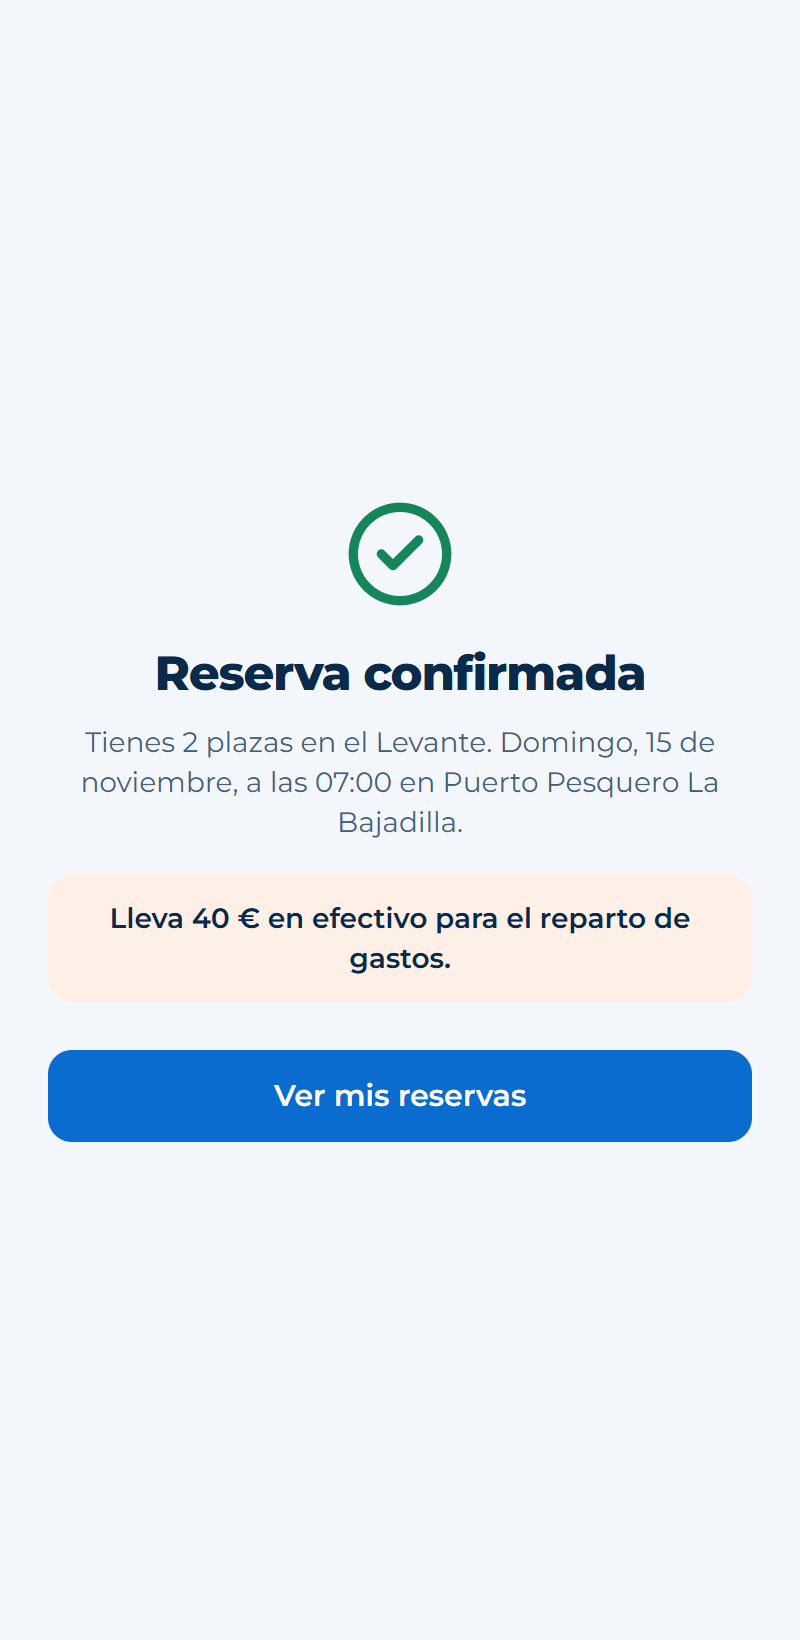 Reserva confirmada
Tienes 2 plazas en el Levante. Domingo, 15 de
noviembre, a las 07:00 en Puerto Pesquero La
Bajadilla.
Lleva 40 € en efectivo para el reparto de
gastos.
Ver mis reservas